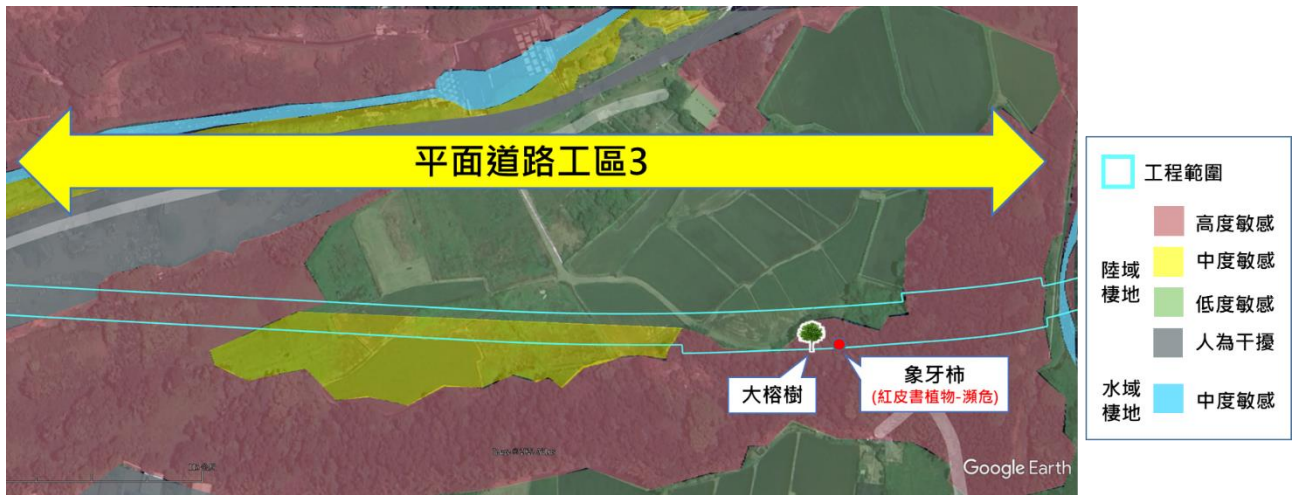 平面道路工區3
大榕樹
象牙柿
(紅皮書植物-瀕危)
Google Earth
工程範圍
陸域
棲地
高度敏感
中度敏感
低度敏感
人為干擾
水域
棲地
中度敏感